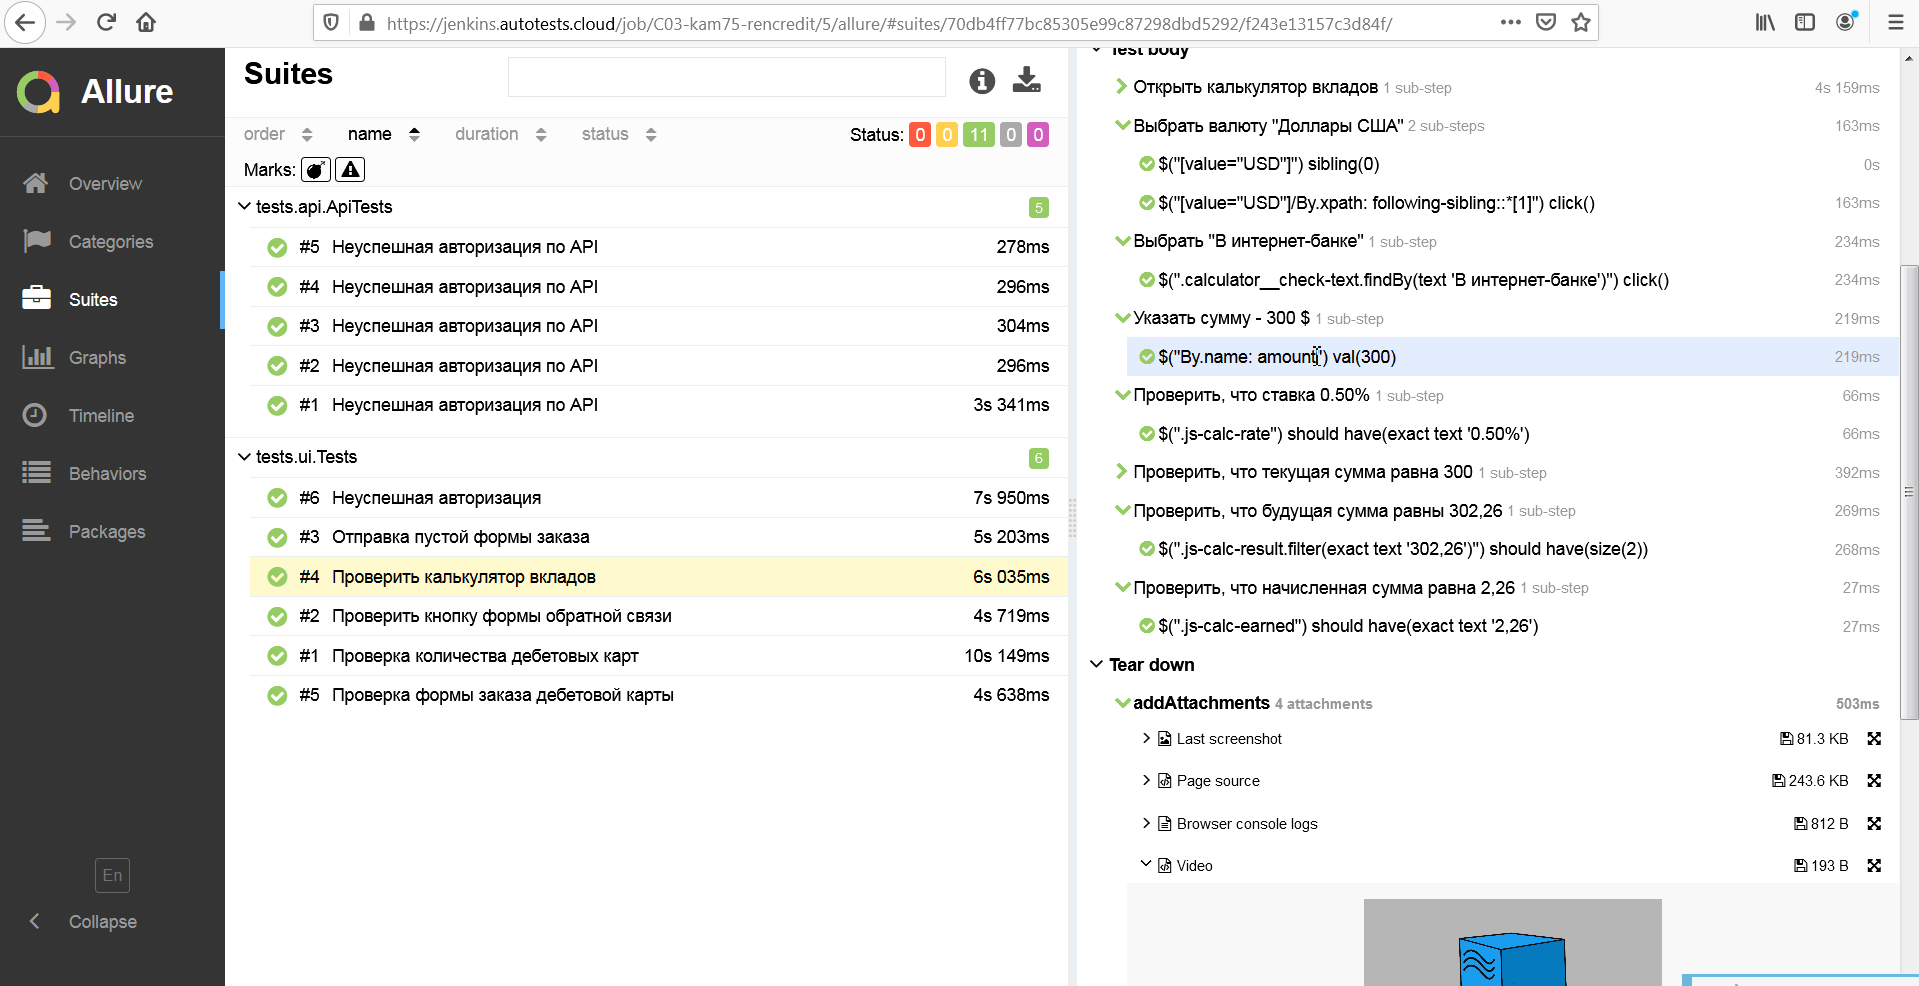 https://jenkins.autotests.cloud/job/C03-kam75-rencredit/5/allure/#suites/70db4ff77bc85305e99c87298dbd5292/f243e13157c3d84f/
Allure
Overview
Categories
Suites
Graphs
Timeline
Behaviors
Packages
En
Collapse
Suites
order name duration status Status: 0 0 11 0 0
Marks:
tests.api.ApiTests 5
#5 Неуспешная авторизация по API 278ms
#4 Неуспешная авторизация по API 296ms
#3 Неуспешная авторизация по API 304ms
#2 Неуспешная авторизация по API 296ms
#1 Неуспешная авторизация по API 3s 341ms
tests.ui.Tests 6
#6 Неуспешная авторизация 7s 950ms
#3 Отправка пустой формы заказа 5s 203ms
#4 Проверить калькулятор вкладов 6s 035ms
#2 Проверить кнопку формы обратной связи 4s 719ms
#1 Проверка количества дебетовых карт 10s 149ms
#5 Проверка формы заказа дебетовой карты 4s 638ms
Test body
Открыть калькулятор вкладов 1 sub-step 4s 159ms
Выбрать валюту "Доллары США" 2 sub-steps 163ms
$("[value="USD"]") sibling(0) 0s
$("[value="USD"]/By.xpath: following-sibling::*[1]") click() 163ms
Выбрать "В интернет-банке" 1 sub-step 234ms
$(".calculator__check-text.findBy(text 'В интернет-банке')") click() 234ms
Указать сумму - 300 $ 1 sub-step 219ms
$("By.name: amount") val(300) 219ms
Проверить, что ставка 0.50% 1 sub-step 66ms
$(".js-calc-rate") should have(exact text '0.50%') 66ms
Проверить, что текущая сумма равна 300 1 sub-step 392ms
Проверить, что будущая сумма равны 302,26 1 sub-step 269ms
$(".js-calc-result.filter(exact text '302,26')") should have(size(2)) 268ms
Проверить, что начисленная сумма равна 2,26 1 sub-step 27ms
$(".js-calc-earned") should have(exact text '2,26') 27ms
Tear down
addAttachments 4 attachments 503ms
Last screenshot 81.3 KB
Page source 243.6 KB
Browser console logs 812 B
Video 193 B